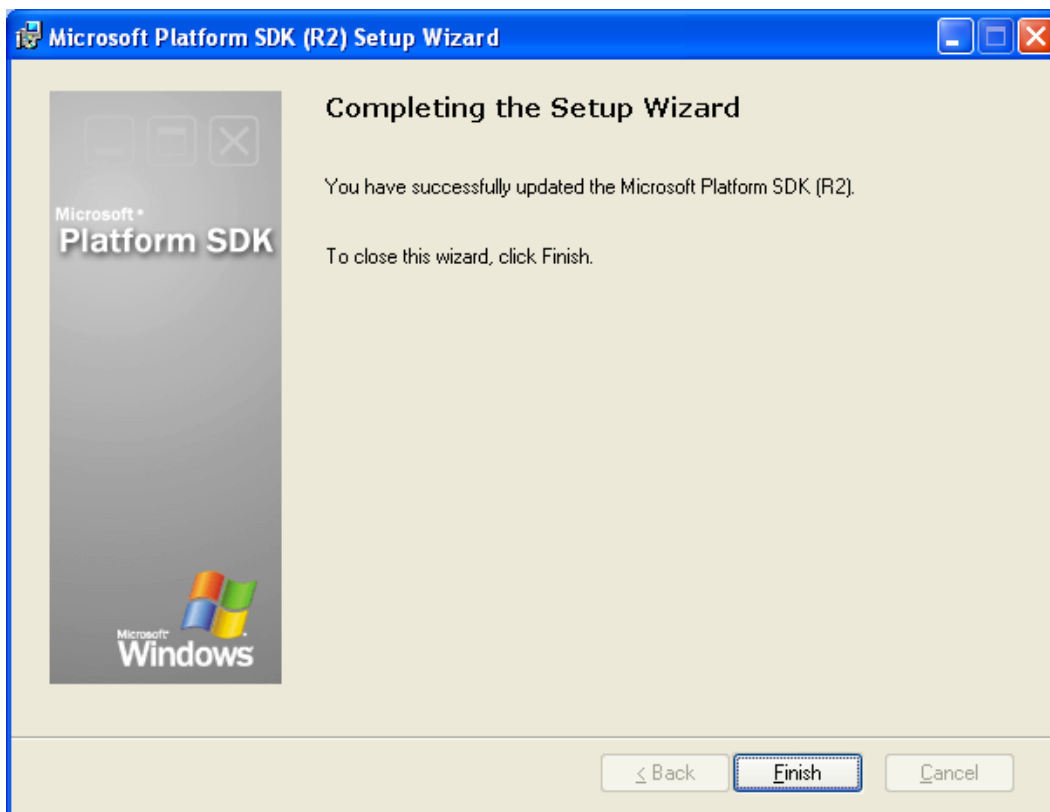 Microsoft Platform SDK (R2) Setup Wizard
Completing the Setup Wizard
You have successfully updated the Microsoft Platform SDK (R2).
To close this wizard, click Finish.
Microsoft
Platform SDK
Microsoft
Windows
< Back
Finish
Cancel